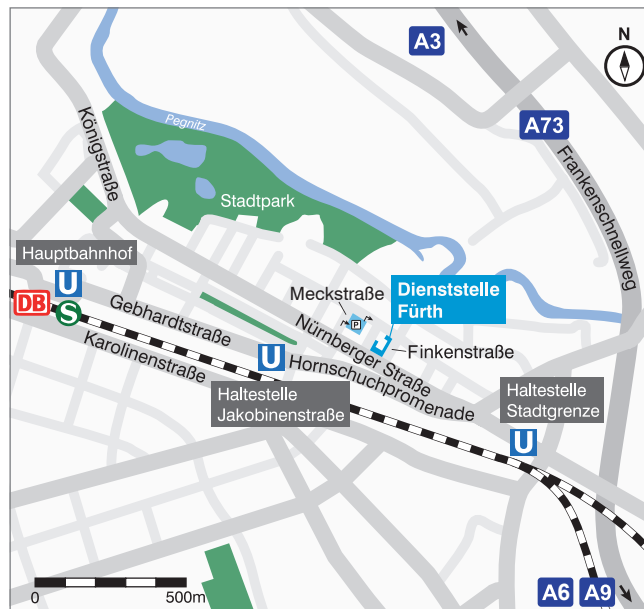 A3
N
A73
Königstraße
Pegnitz
Frankenschnellweg
Stadtpark
Hauptbahnhof
U
DB
S
Meckstraße
P
Dienststelle
Fürth
Gebhardtstraße
Nürnberger Straße
Finkenstraße
Karolinenstraße
U
Hornschuchpromenade
Haltestelle
Jakobinenstraße
Haltestelle
Stadtgrenze
U
0
500m
A6
A9